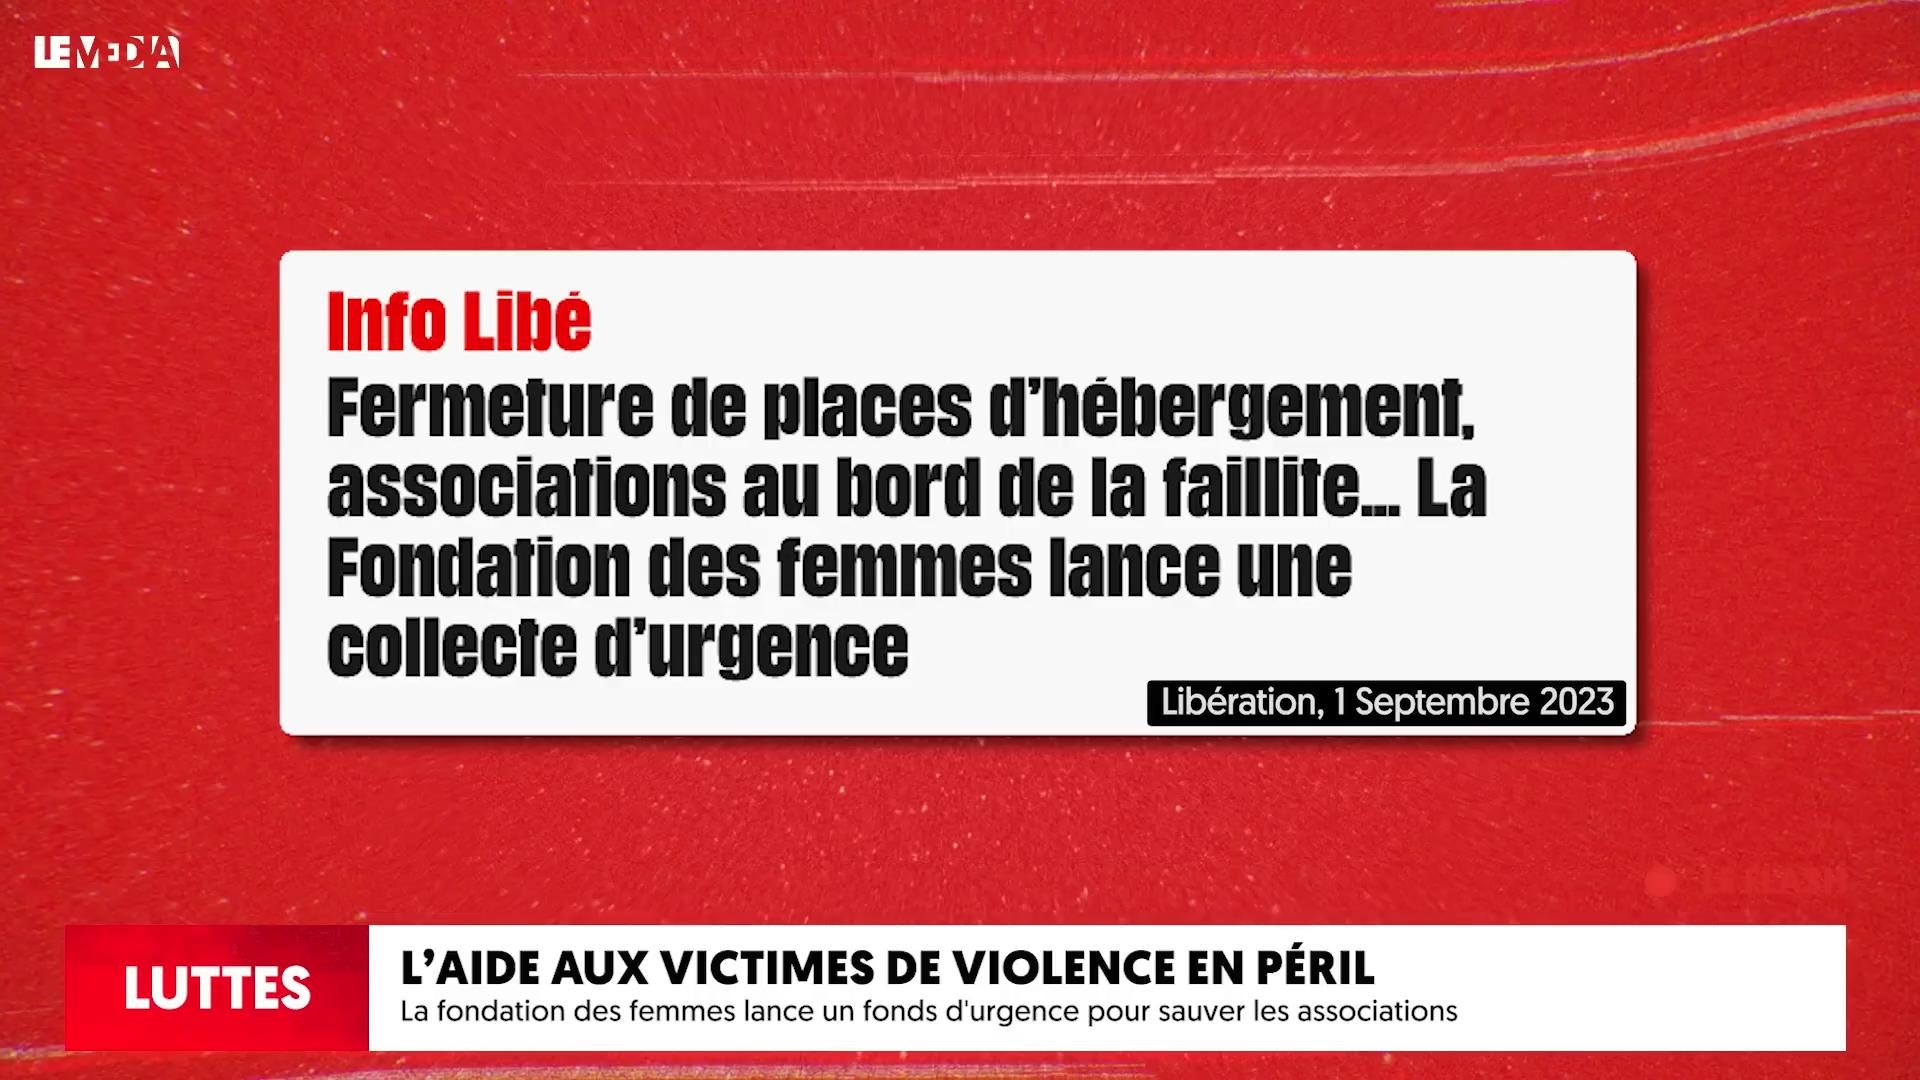 LEMEDIA
Info Libé
Fermeture de places d'hébergement,
associations au bord de la faillite... La
Fondation des femmes lance une
collecte d'urgence
Libération, 1 Septembre 2023
LE FLASH
LUTTES
L'AIDE AUX VICTIMES DE VIOLENCE EN PÉRIL
La fondation des femmes lance un fonds d'urgence pour sauver les associations